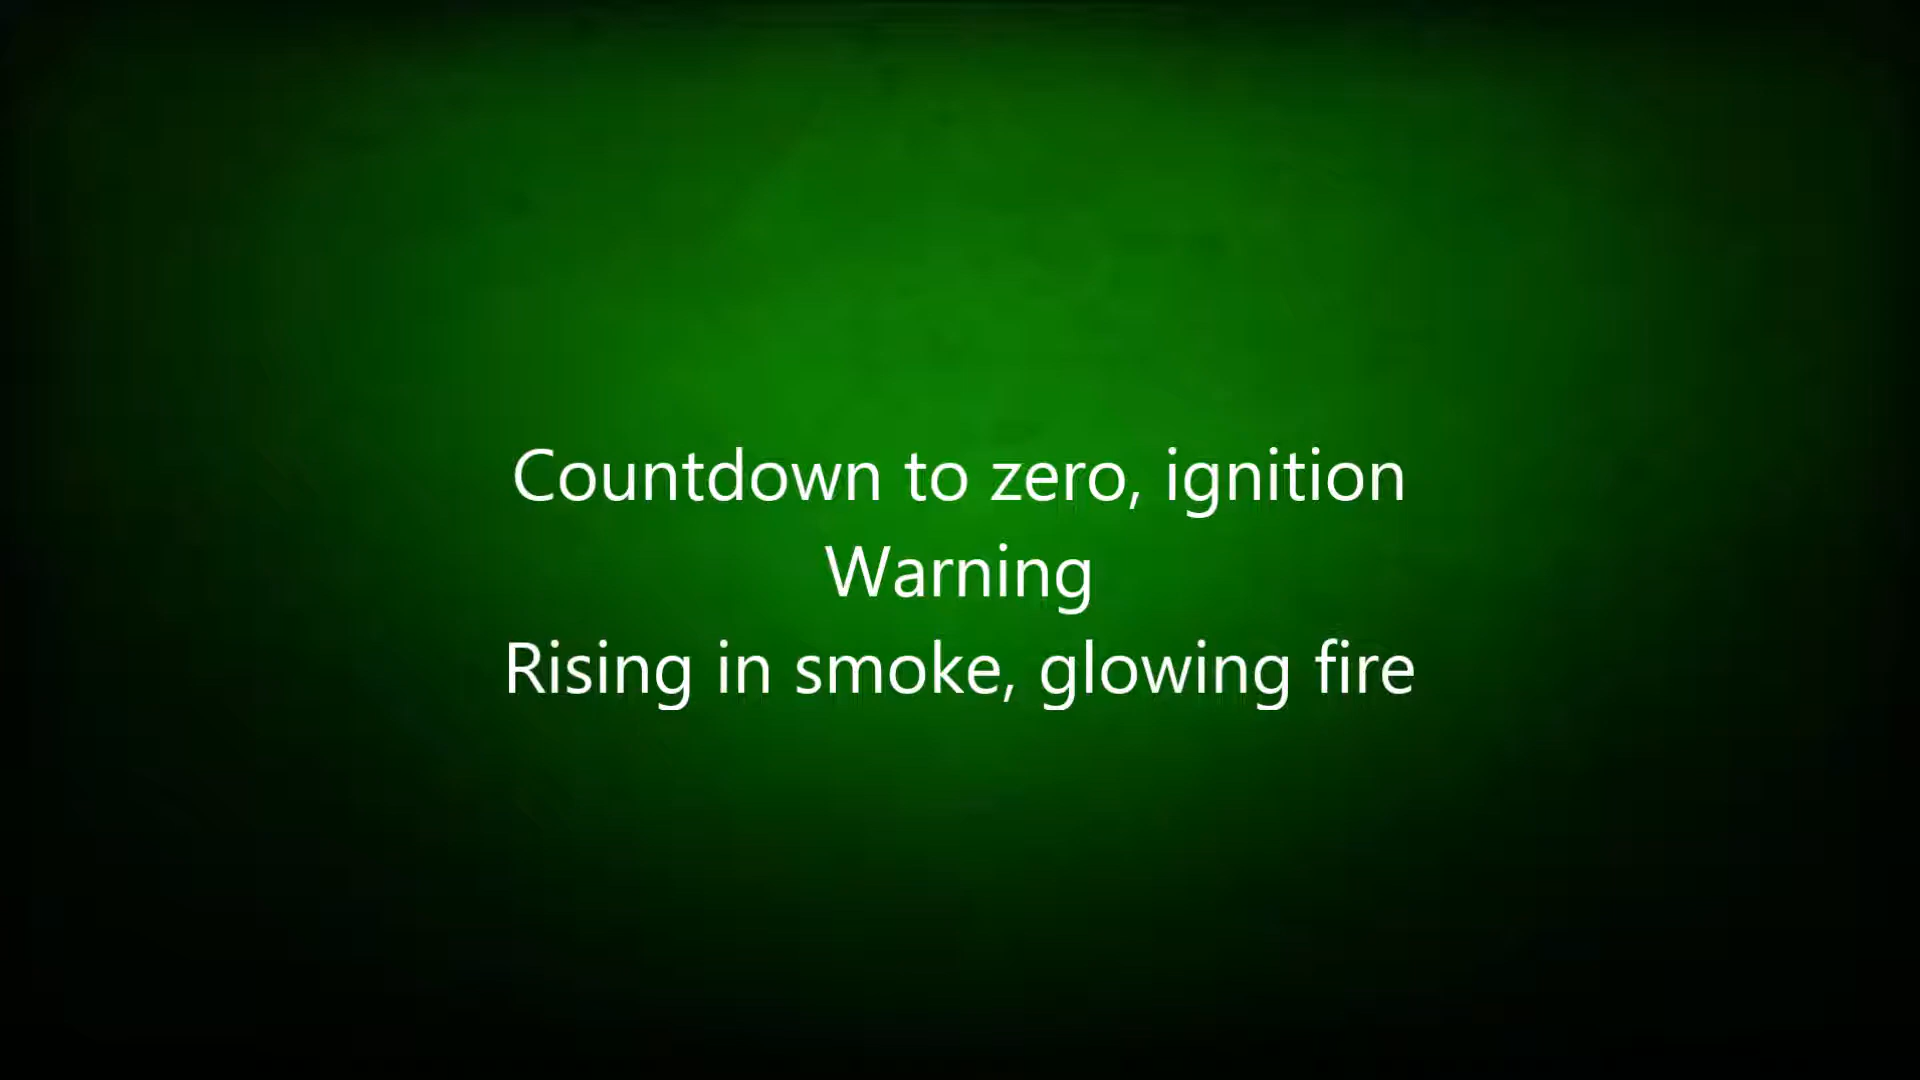 Countdown to zero, ignition
Warning
Rising in smoke, glowing fire